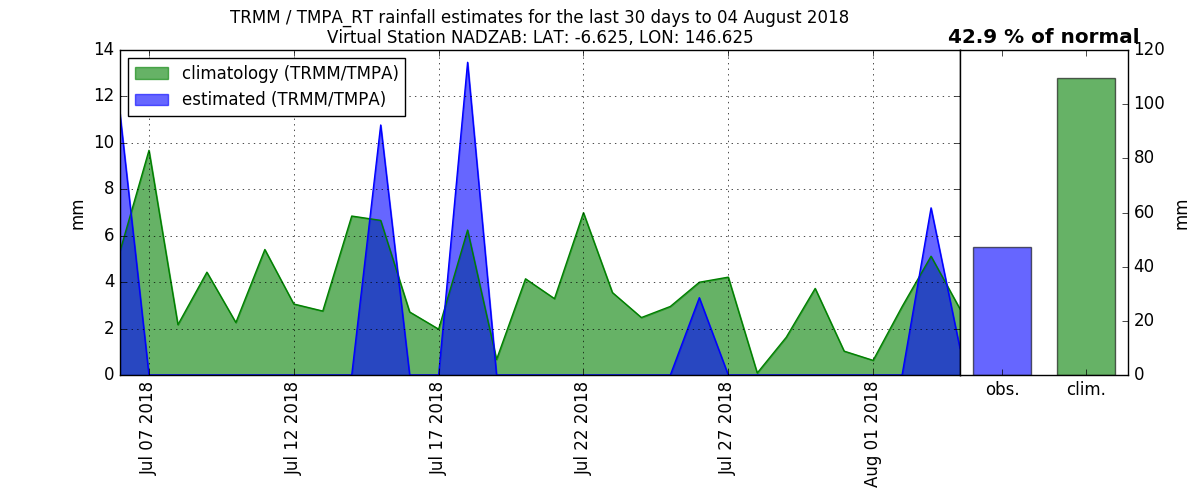 TRMM / TMPA_RT rainfall estimates for the last 30 days to 04 August 2018
Virtual Station NADZAB: LAT: -6.625, LON: 146.625
42.9 % of normal
climatology (TRMM/TMPA)
estimated (TRMM/TMPA)
mm
14
12
10
8
6
4
2
0
Jul 07 2018
Jul 12 2018
Jul 17 2018
Jul 22 2018
Jul 27 2018
Aug 01 2018
obs.
clim.
120
100
80
60
40
20
0
mm